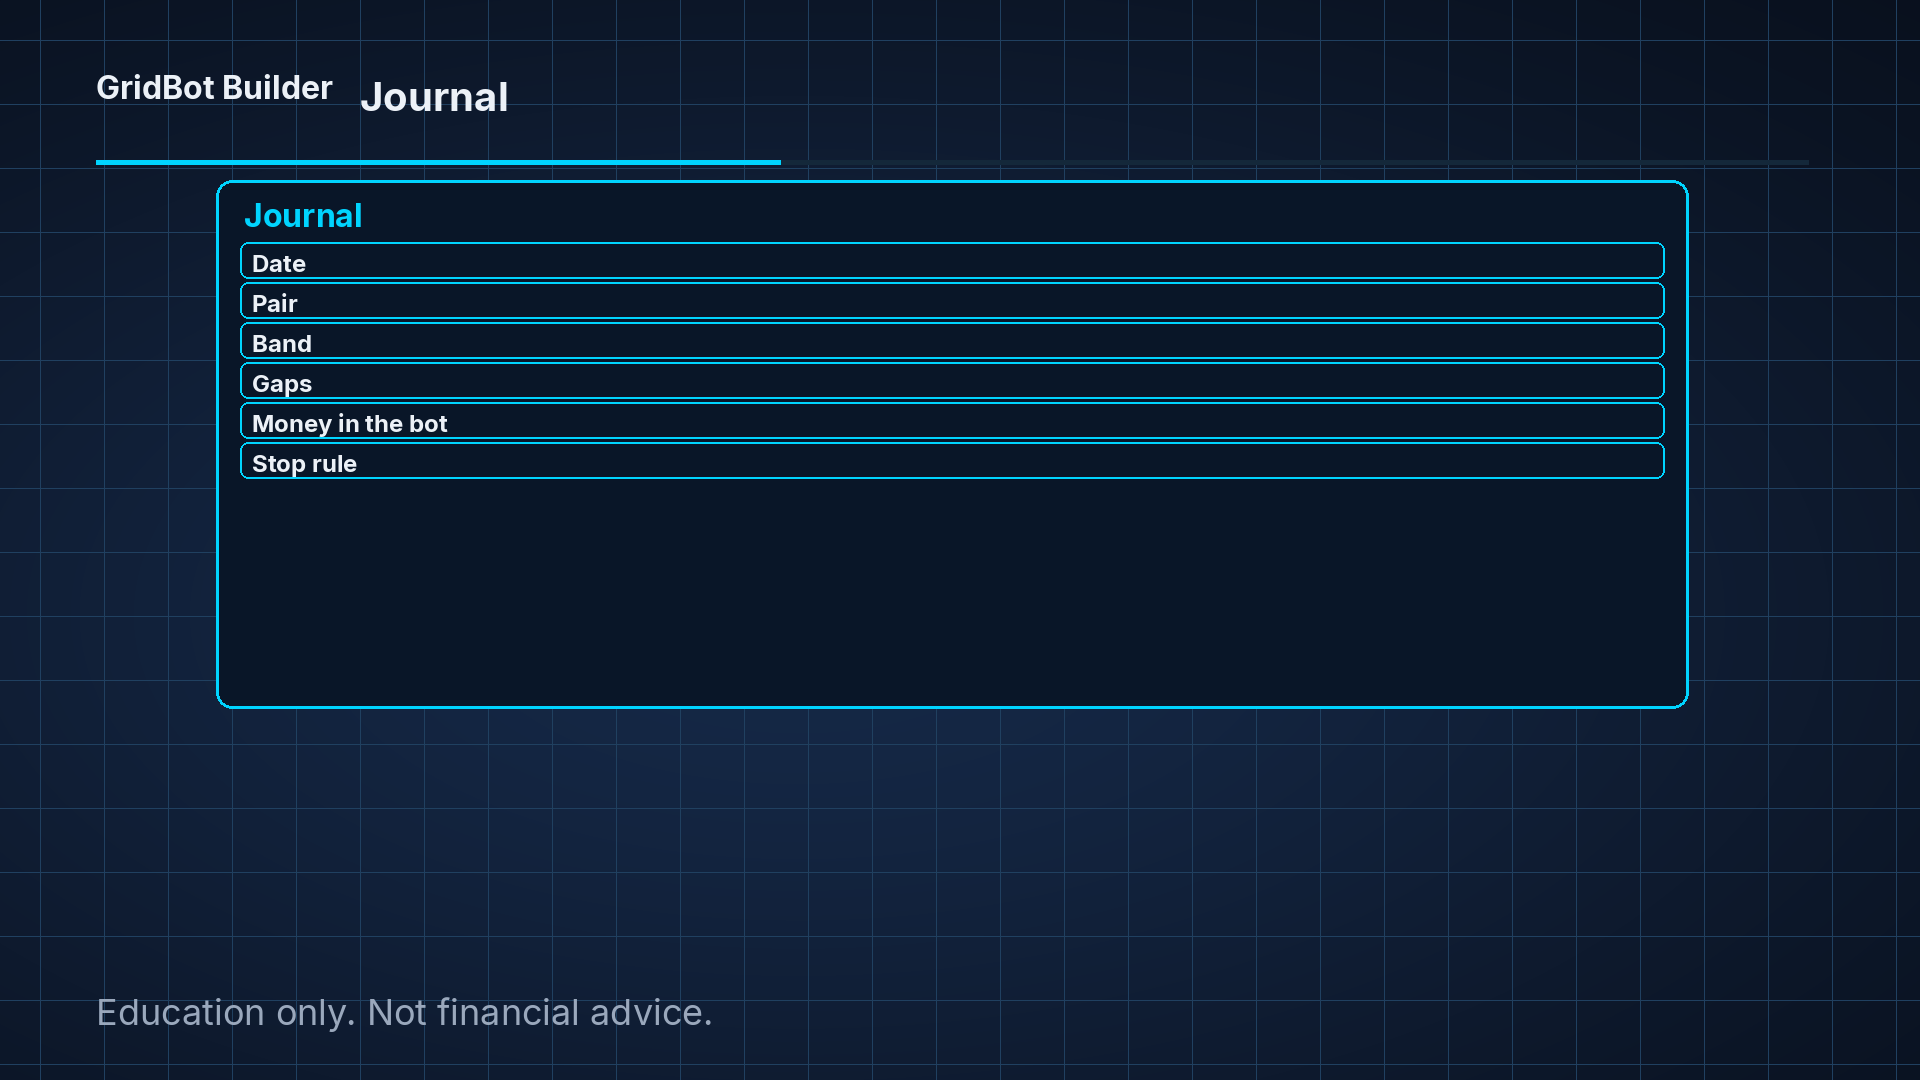 GridBot Builder
Journal
Journal
Date
Pair
Band
Gaps
Money in the bot
Stop rule
Education only. Not financial advice.